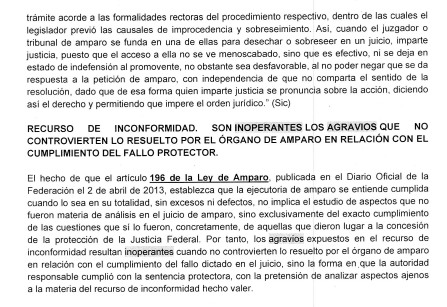 trámite acorde a las formalidades rectoras del procedimiento respectivo, dentro de las cuales el
legislador previó las causales de improcedencia y sobreseimiento. Así, cuando el juzgador o
tribunal de amparo se funda en una de ellas para desechar o sobreseer en un juicio, imparte
justicia, puesto que el acceso a ella no se ve menoscabado, sino que es efectivo, ni se deja en
estado de indefensión al promovente, no obstante sea desfavorable, al no poder negar que se da
respuesta a la petición de amparo, con independencia de que no comparta el sentido de la
resolución, dado que de esa forma quien imparte justicia se pronuncia sobre la acción, diciendo
así el derecho y permitiendo que impere el orden jurídico.” (Sic)
RECURSO DE INCONFORMIDAD. SON INOPERANTES LOS AGRAVIOS QUE NO
CONTROVIERTEN LO RESUELTO POR EL ÓRGANO DE AMPARO EN RELACIÓN CON EL
CUMPLIMIENTO DEL FALLO PROTECTOR.
El hecho de que el artículo 196 de la Ley de Amparo, publicada en el Diario Oficial de la
Federación el 2 de abril de 2013, establezca que la ejecutoria de amparo se entiende cumplida
cuando lo sea en su totalidad, sin excesos ni defectos, no implica el estudio de aspectos que no
fueron materia de análisis en el juicio de amparo, sino exclusivamente del exacto cumplimiento
de las cuestiones que sí lo fueron, concretamente, de aquellas que dieron lugar a la concesión
de la protección de la Justicia Federal. Por tanto, los agravios expuestos en el recurso de
inconformidad resultan inoperantes cuando no controvierten lo resuelto por el órgano de amparo
en relación con el cumplimiento del fallo dictado en el juicio, sino la forma en que la autoridad
responsable cumplió con la sentencia protectora, con la pretensión de analizar aspectos ajenos
a la materia del recurso de inconformidad hecho valer.